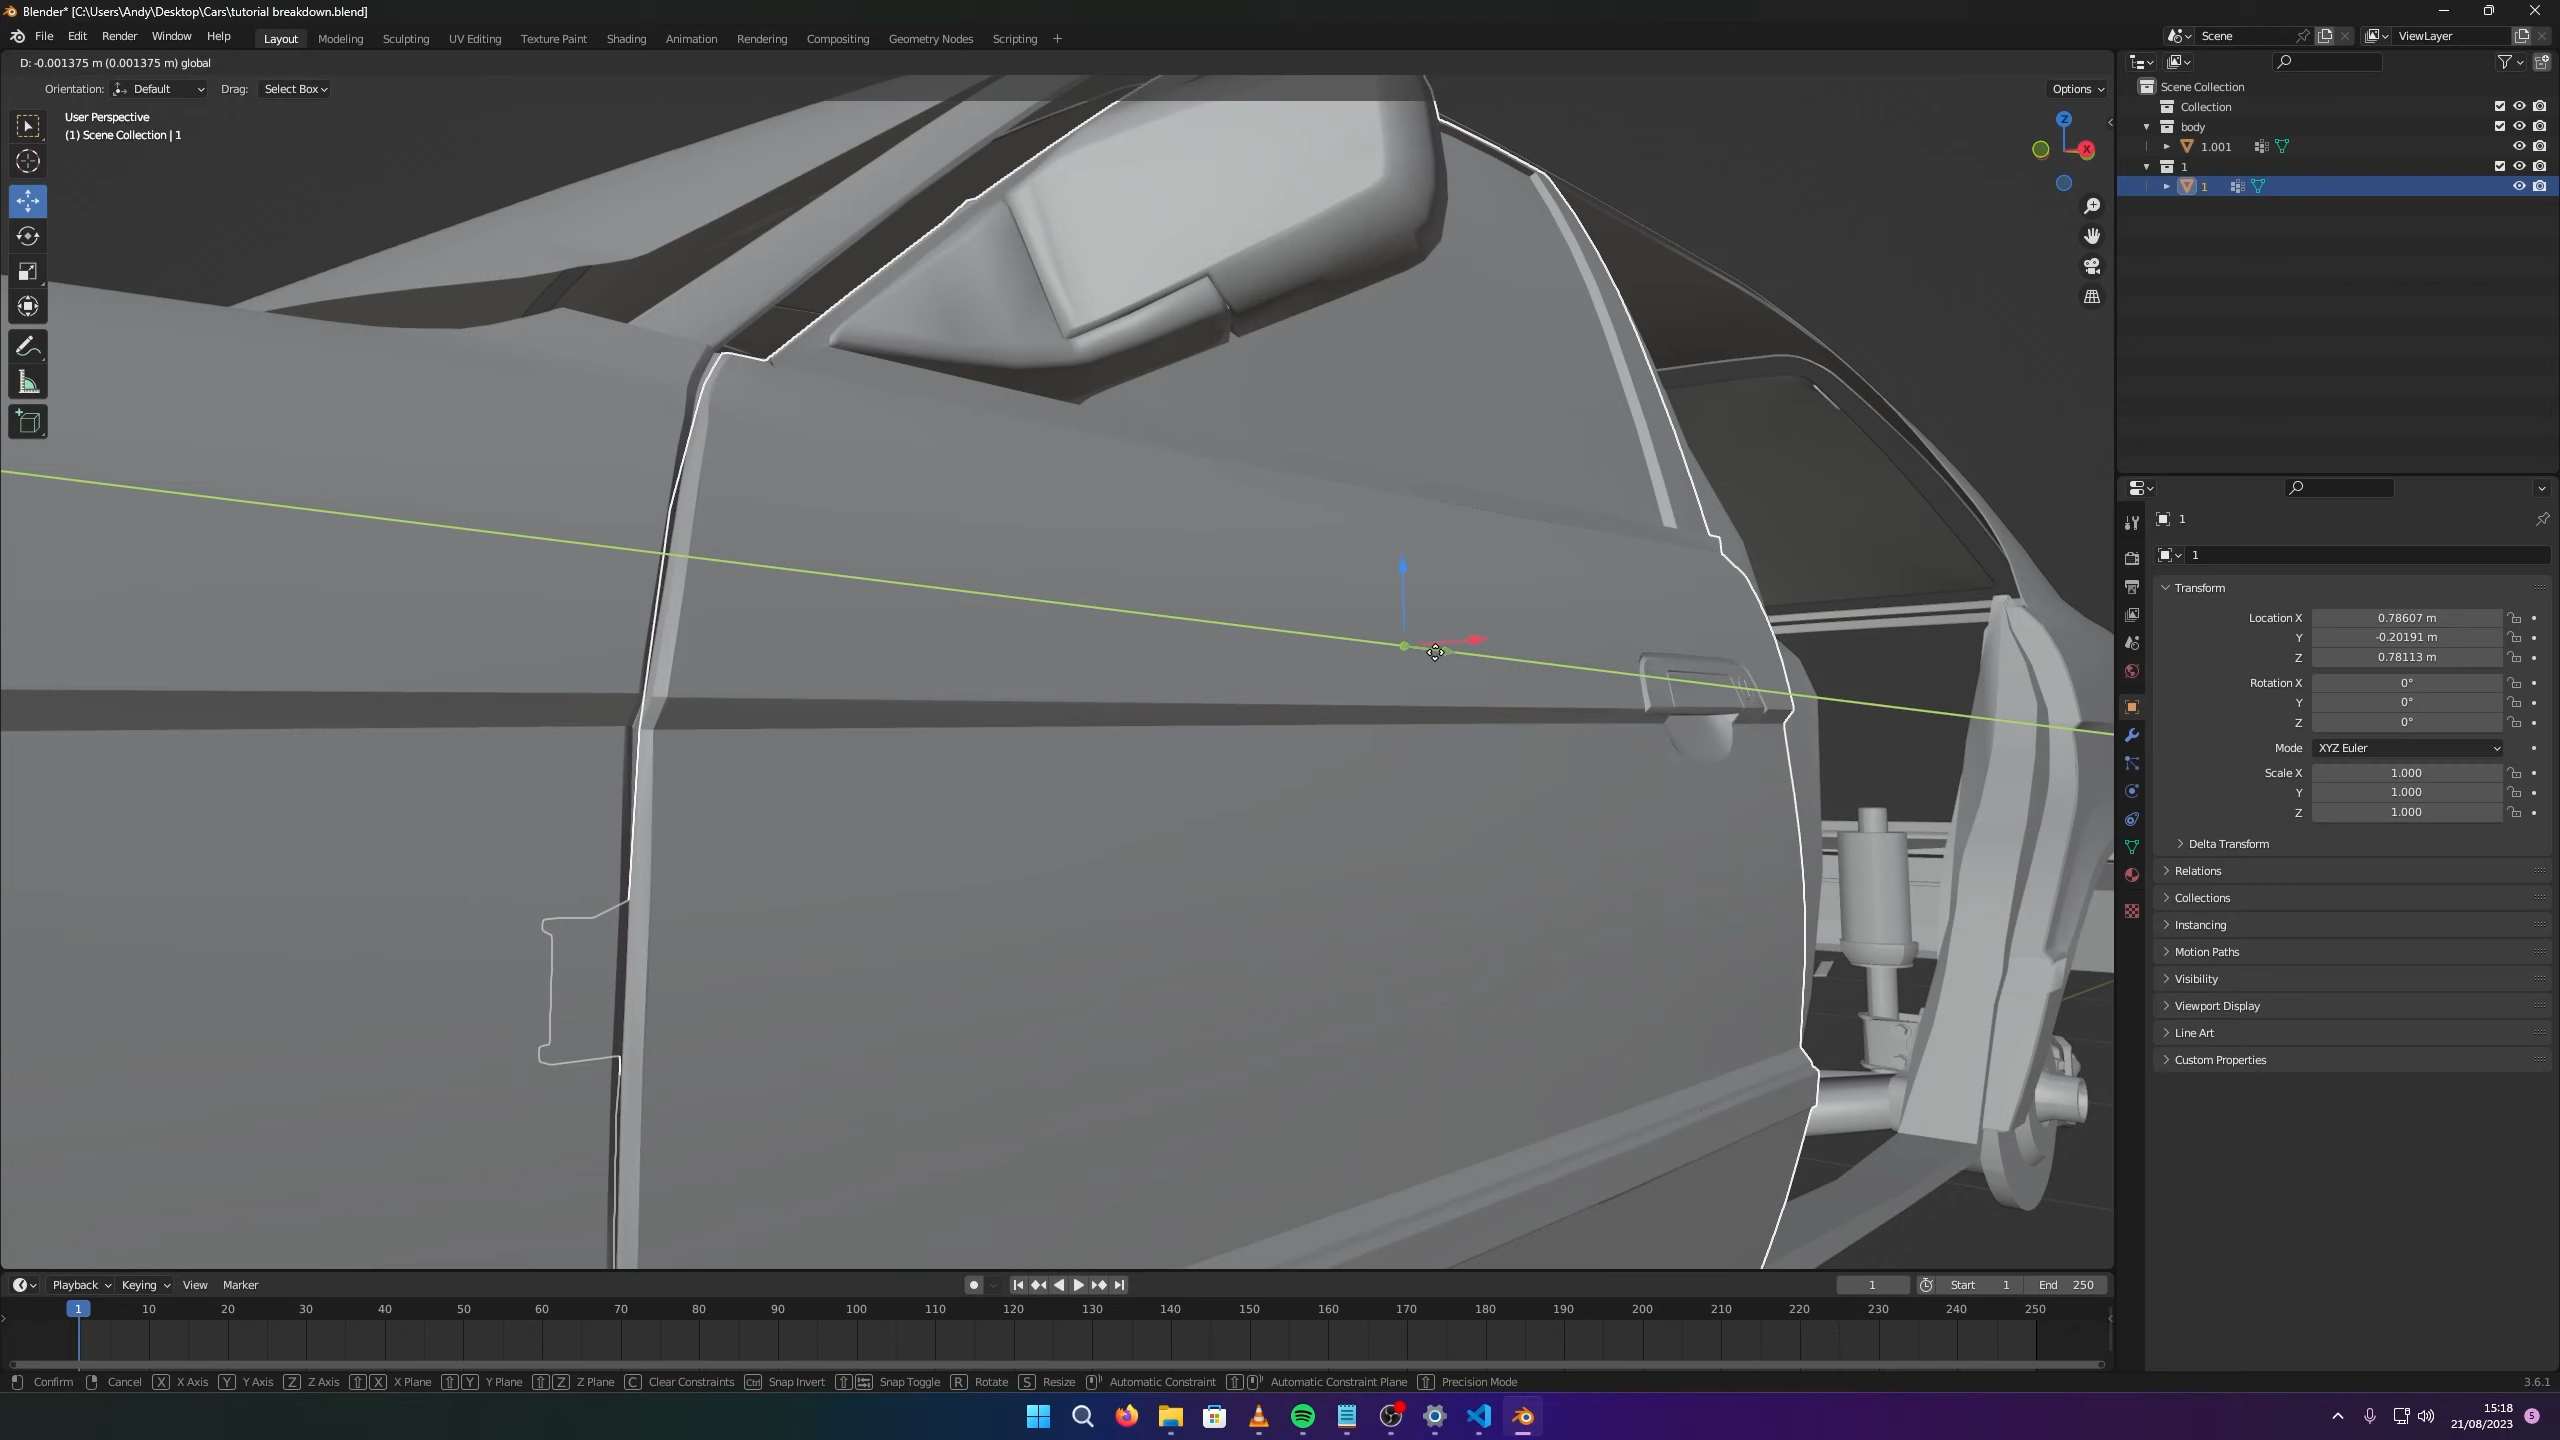 Blender* [C:\Users\Andy\Desktop\Cars\tutorial breakdown.blend]
File Edit Render Window Help
Layout Modeling Sculpting UV Editing Texture Paint Shading Animation Rendering Compositing Geometry Nodes Scripting +
Scene
ViewLayer
D: -0.001375 m (0.001375 m) global
Orientation: Default Drag: Select Box
Options
User Perspective
(1) Scene Collection | 1
Z
X
Scene Collection
Collection
body
1.001
1
1
1
1
Transform
Location X 0.78607 m
Y -0.20191 m
Z 0.78113 m
Rotation X 0°
Y 0°
Z 0°
Mode XYZ Euler
Scale X 1.000
Y 1.000
Z 1.000
Delta Transform
Relations
Collections
Instancing
Motion Paths
Visibility
Viewport Display
Line Art
Custom Properties
Playback Keying View Marker
1 Start 1 End 250
1 10 20 30 40 50 60 70 80 90 100 110 120 130 140 150 160 170 180 190 200 210 220 230 240 250
Confirm Cancel X X Axis Y Y Axis Z Z Axis X X Plane Y Y Plane Z Z Plane C Clear Constraints Ctrl Snap Invert Snap Toggle R Rotate S Resize Automatic Constraint Automatic Constraint Plane Precision Mode
3.6.1
15:18
21/08/2023
5